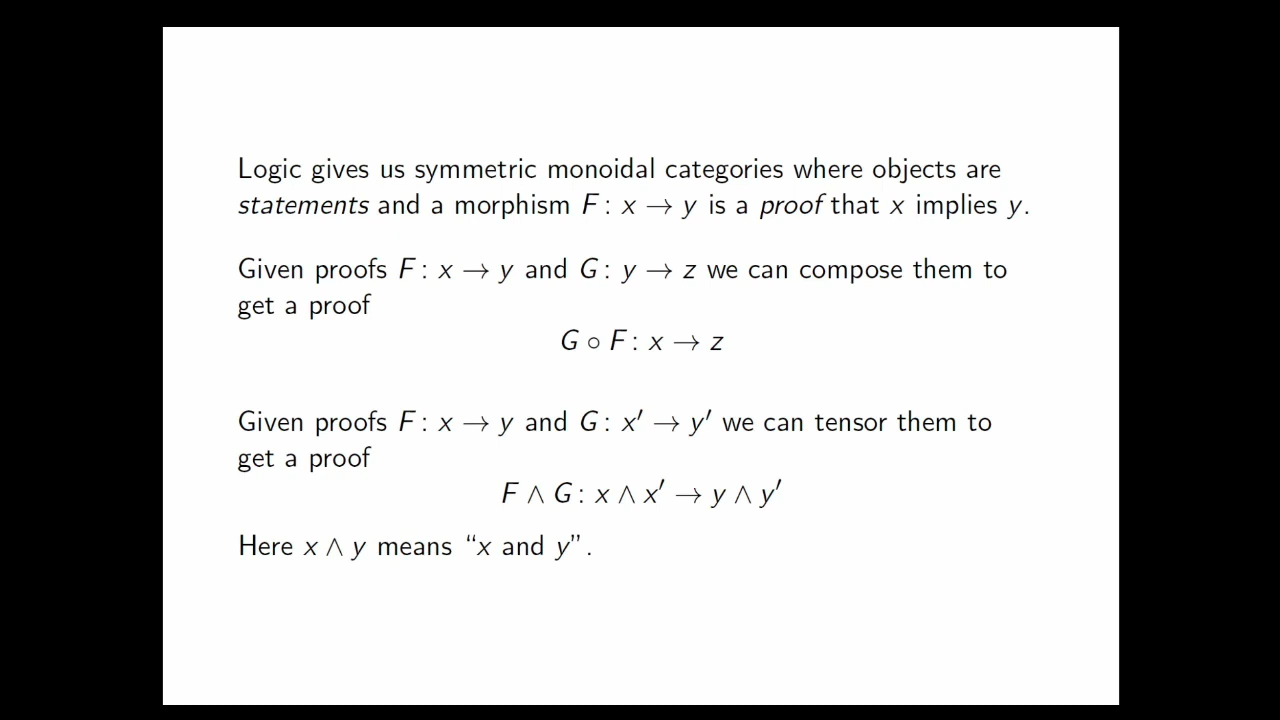 Logic gives us symmetric monoidal categories where objects are
statements and a morphism F : x → y is a proof that x implies y.
Given proofs F : x → y and G : y → z we can compose them to
get a proof
G ∘ F : x → z
Given proofs F : x → y and G : x′ → y′ we can tensor them to
get a proof
F ∧ G : x ∧ x′ → y ∧ y′
Here x ∧ y means “x and y”.